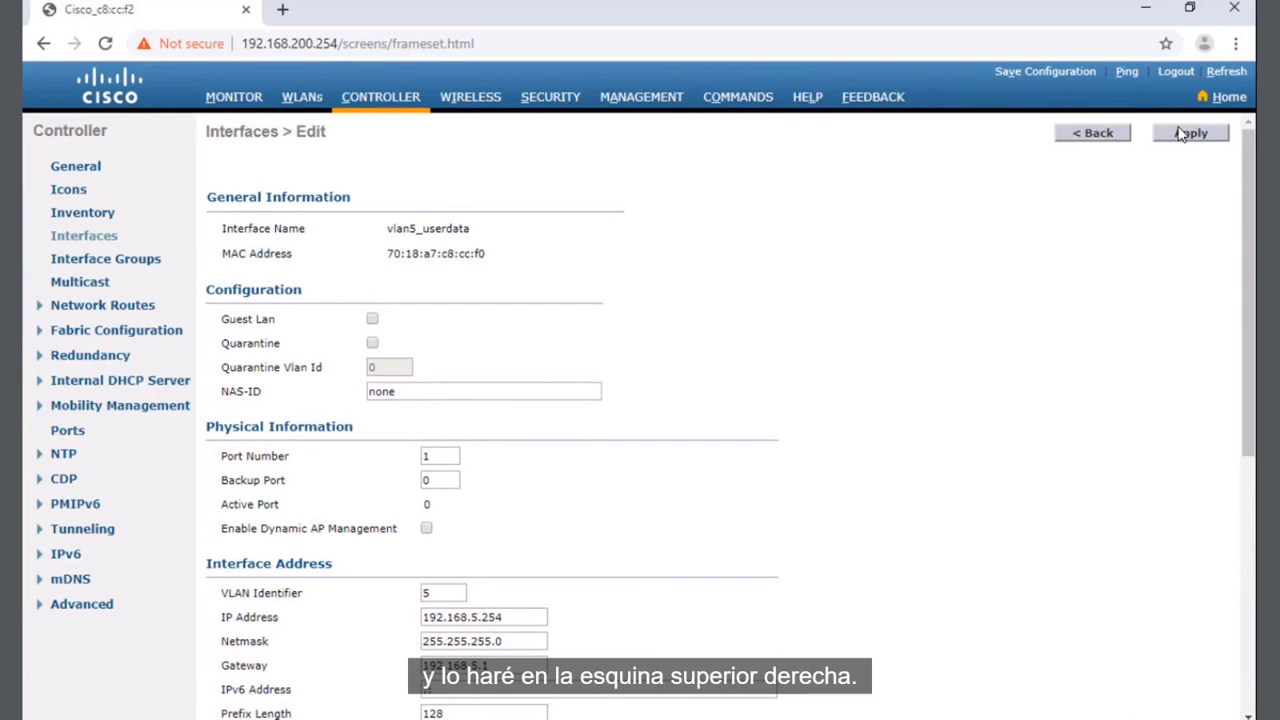 Cisco_c8:cc:f2
Not secure 192.168.200.254/screens/frameset.html
Save Configuration Ping Logout Refresh
CISCO MONITOR WLANs CONTROLLER WIRELESS SECURITY MANAGEMENT COMMANDS HELP FEEDBACK Home
Controller
General
Icons
Inventory
Interfaces
Interface Groups
Multicast
Network Routes
Fabric Configuration
Redundancy
Internal DHCP Server
Mobility Management
Ports
NTP
CDP
PMIPv6
Tunneling
IPv6
mDNS
Advanced
Interfaces > Edit
< Back Apply
General Information
Interface Name vlan5_userdata
MAC Address 70:18:a7:c8:cc:f0
Configuration
Guest Lan
Quarantine
Quarantine Vlan Id 0
NAS-ID none
Physical Information
Port Number 1
Backup Port 0
Active Port 0
Enable Dynamic AP Management
Interface Address
VLAN Identifier 5
IP Address 192.168.5.254
Netmask 255.255.255.0
Gateway 192.168.5.1
IPv6 Address ::
Prefix Length 128
y lo haré en la esquina superior derecha.